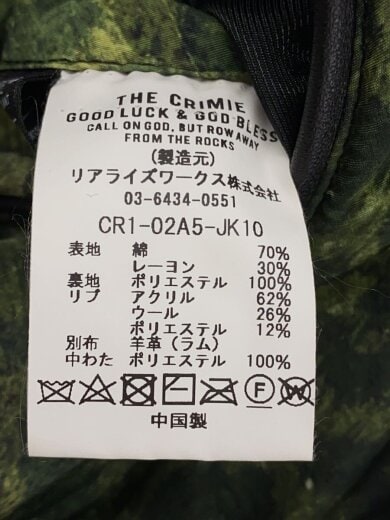 THE CRIMIE
GOOD LUCK & GOD BLESS
CALL ON GOD, BUT ROW AWAY
FROM THE ROCKS
(製造元)
リアライズワークス株式会社
03-6434-0551
CR1-02A5-JK10
表地 綿 70%
レーヨン 30%
裏地 ポリエステル 100%
リブ アクリル 62%
ウール 26%
ポリエステル 12%
別布 羊革(ラム)
中わた ポリエステル 100%
F W
中国製